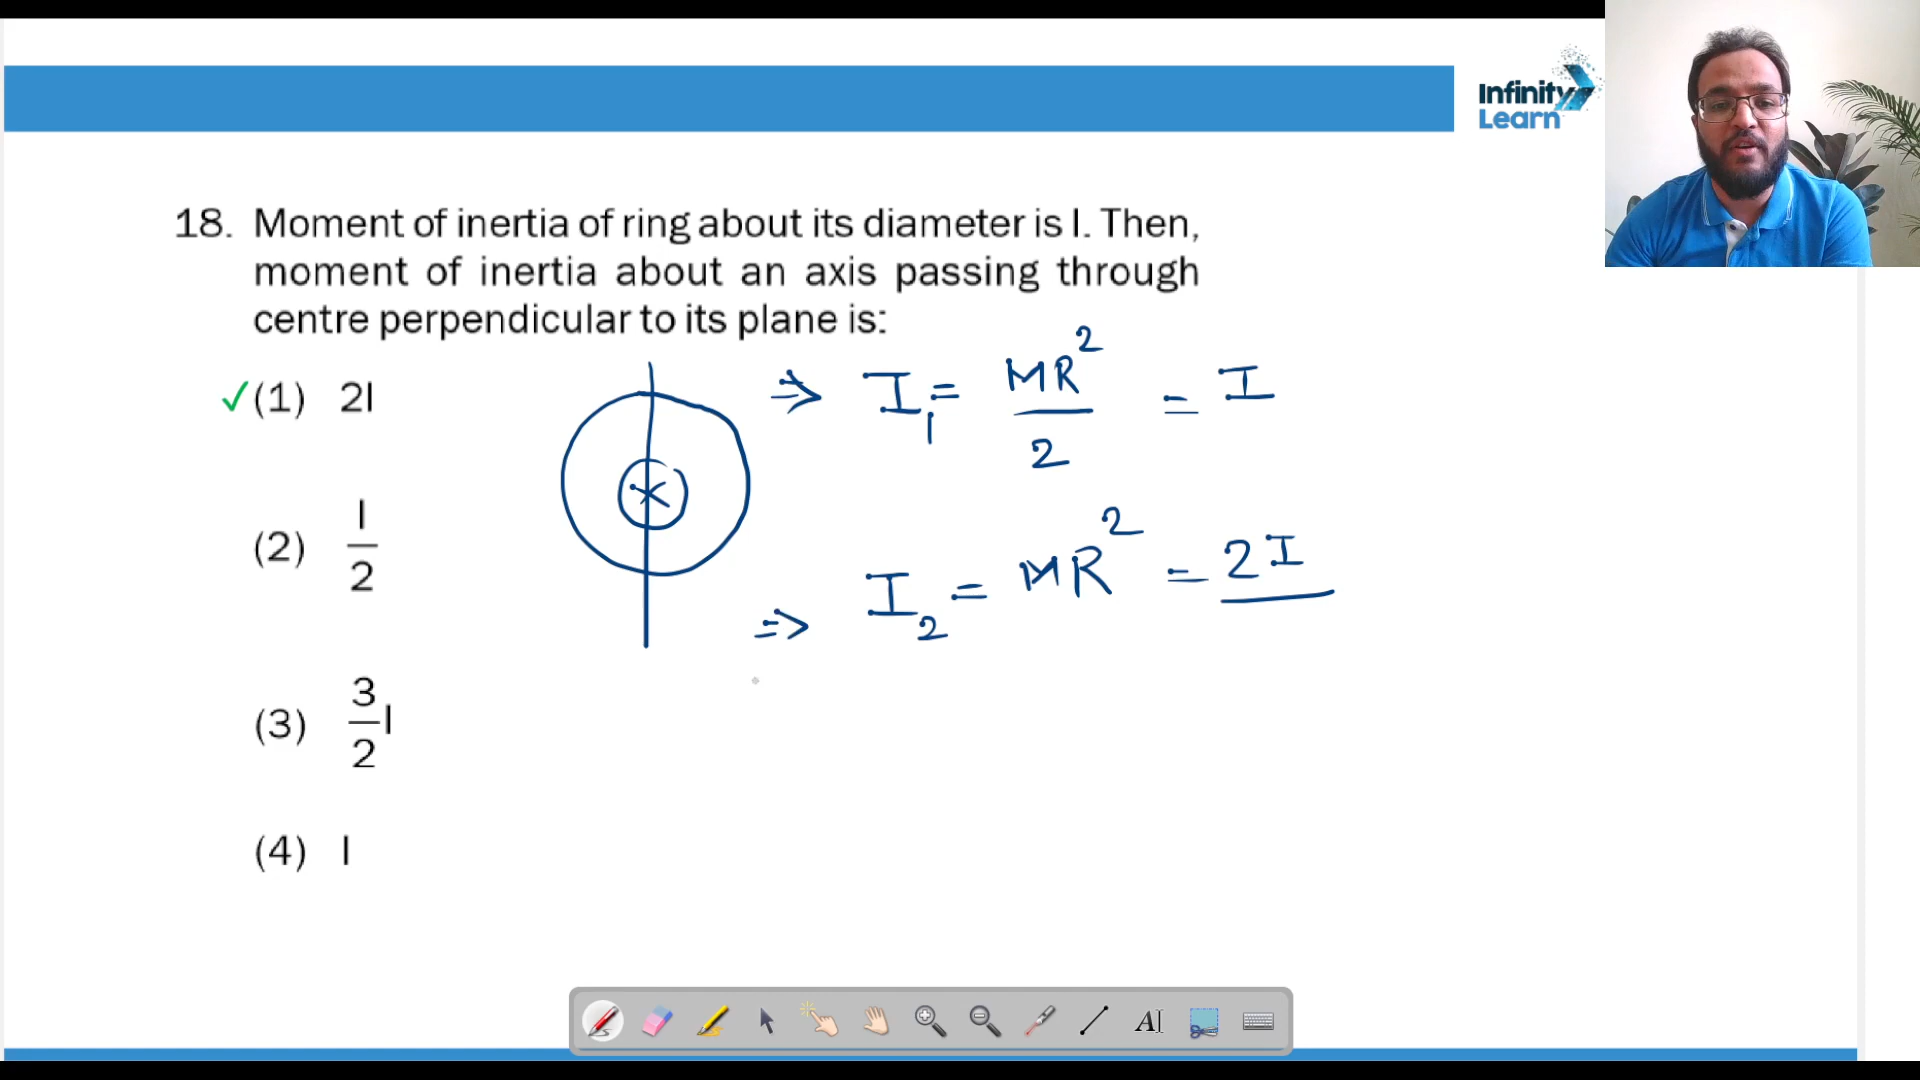 Infinity
Learn
18. Moment of inertia of ring about its diameter is I. Then,
moment of inertia about an axis passing through
centre perpendicular to its plane is:
✓(1) 2I
(2) I/2
(3) 3/2 I
(4) I
⇒ I₁ = MR²/2 = I
⇒ I₂ = MR² = 2I
AI